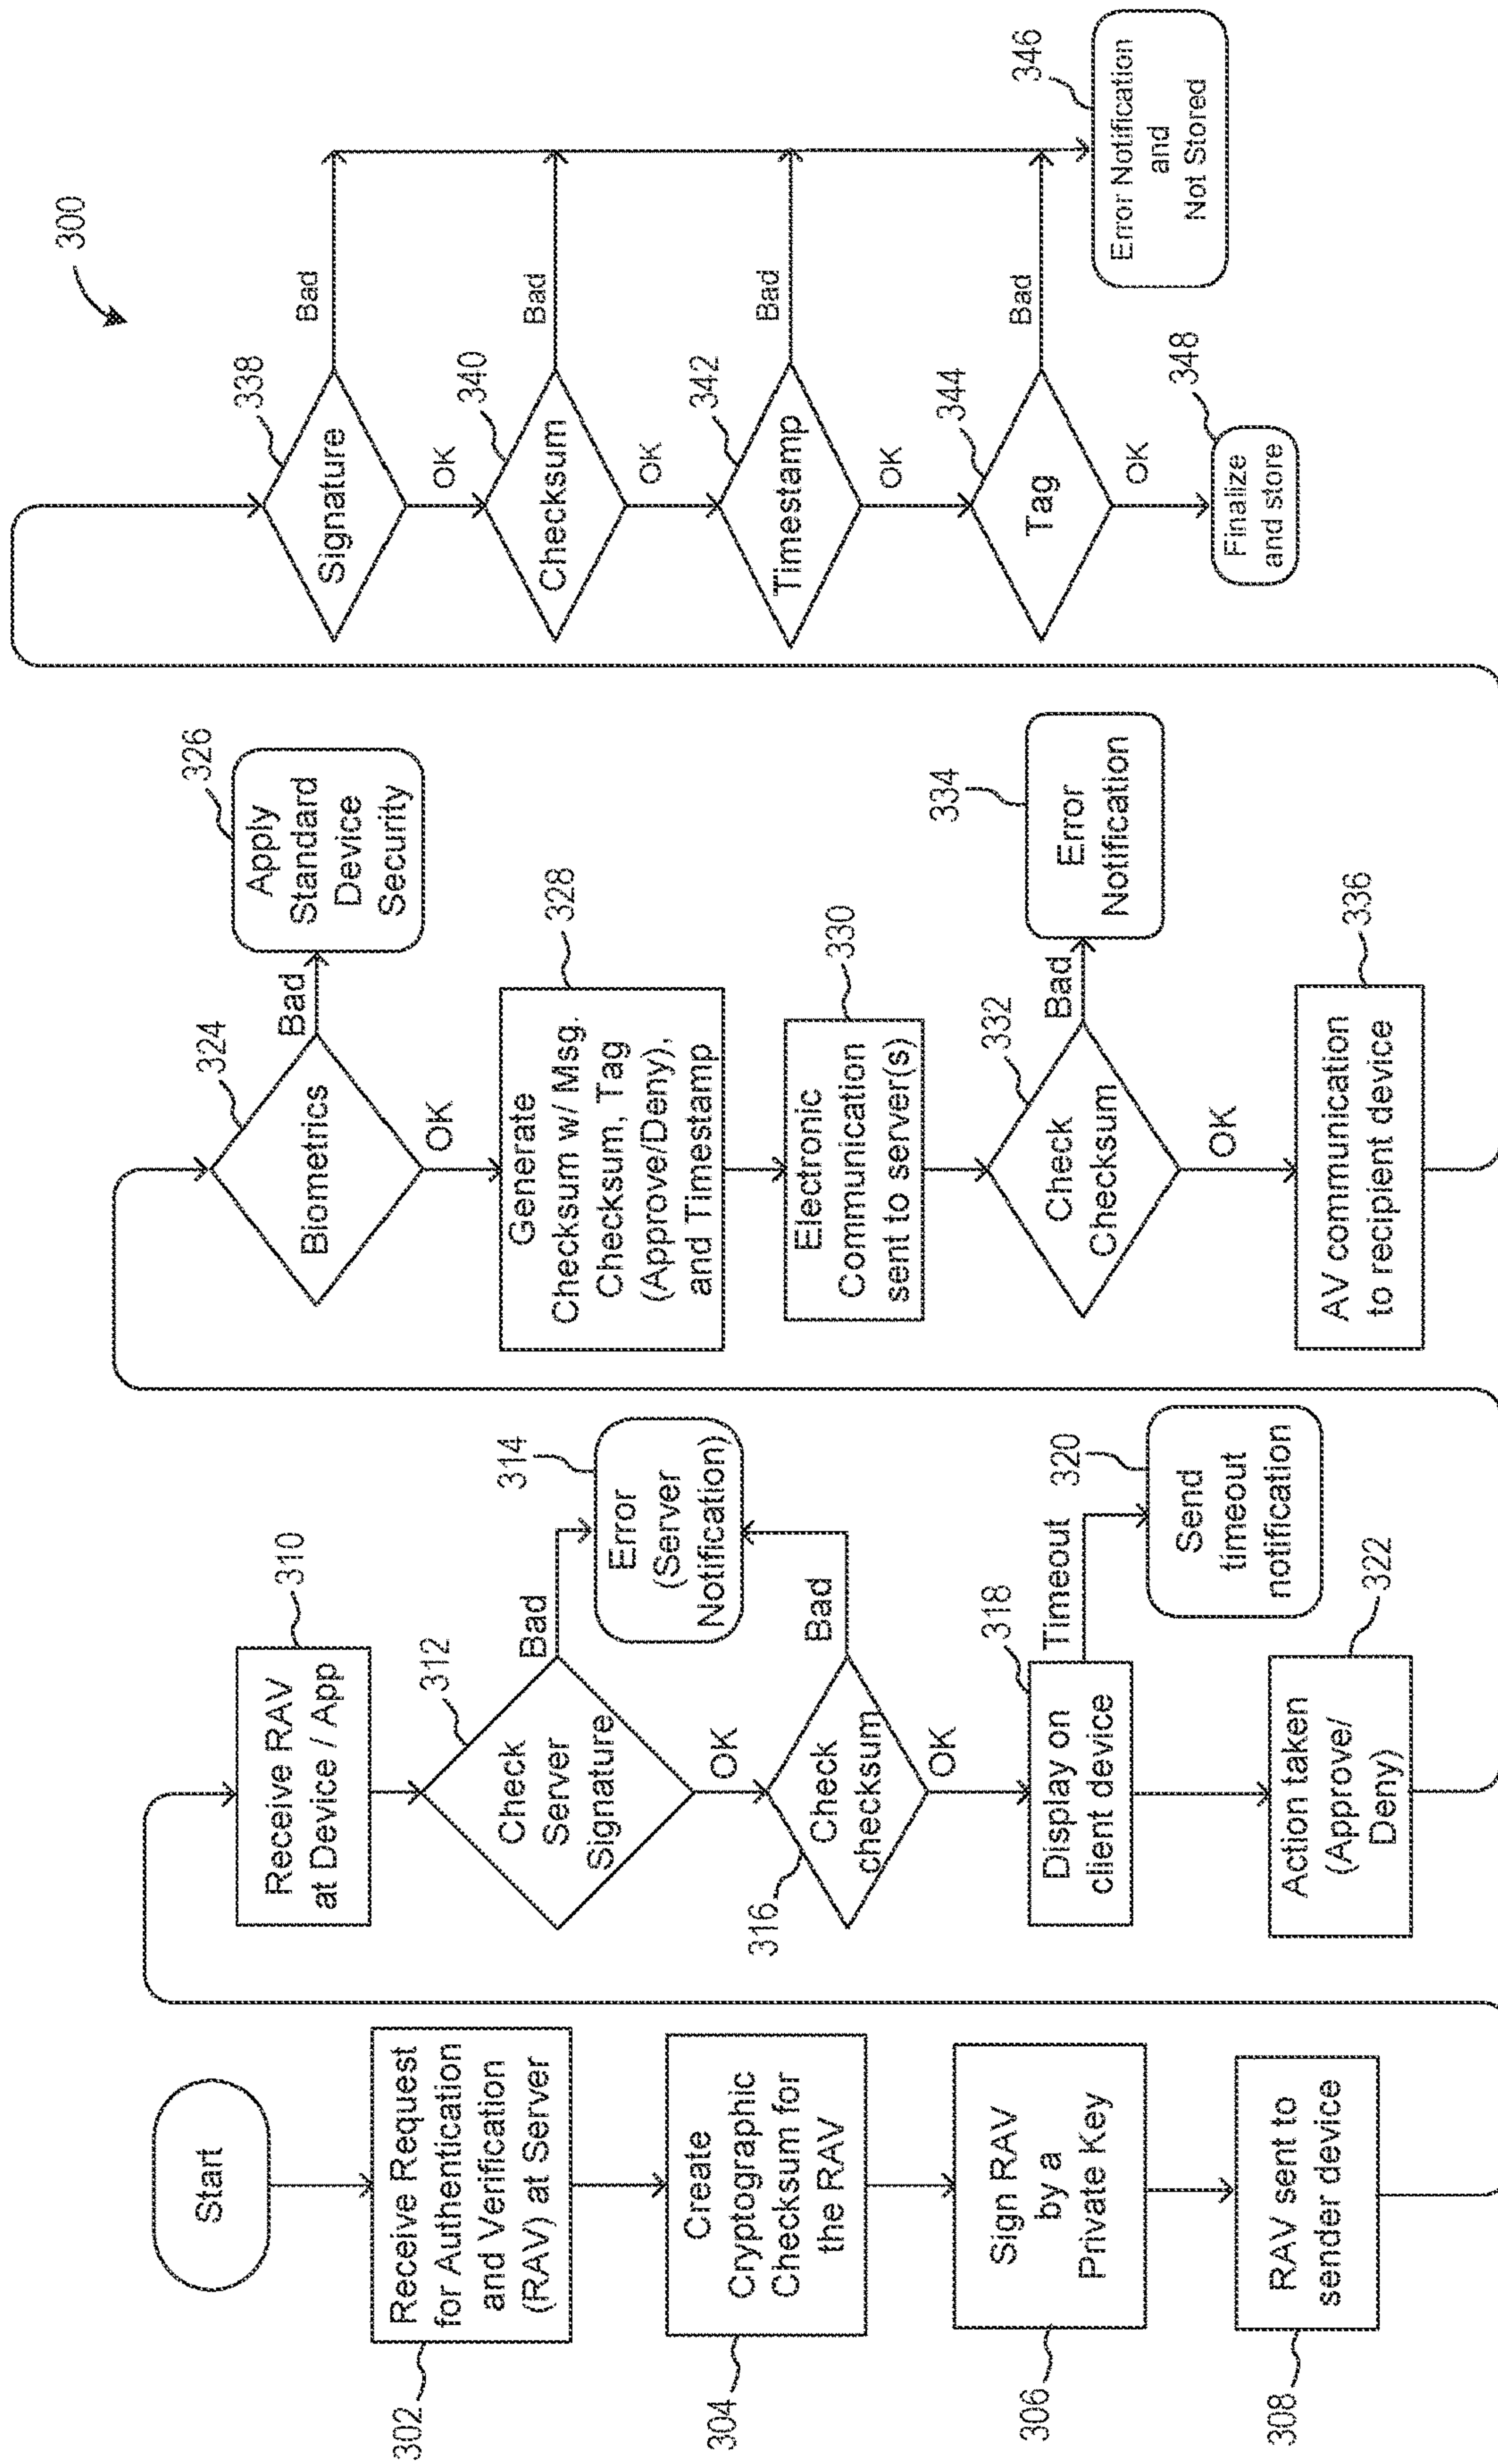 300
Start
Receive Request
for Authentication
and Verification
(RAV) at Server
302
Create
Cryptographic
Checksum for
the RAV
304
Sign RAV
by a
Private Key
306
RAV sent to
sender device
308
Receive RAV
at Device / App
310
Check
Server
Signature
312
Bad
OK
Error
(Server
Notification)
314
Check
checksum
316
Bad
OK
Display on
client device
318
Timeout
Send
timeout
notification
320
Action taken
(Approve/
Deny)
322
Biometrics
324
Bad
OK
Apply
Standard
Device
Security
326
Generate
Checksum w/ Msg.
Checksum, Tag
(Approve/Deny),
and Timestamp
328
Electronic
Communication
sent to server(s)
330
Check
Checksum
332
Bad
OK
Error
Notification
334
AV communication
to recipient device
336
Signature
338
Bad
OK
Checksum
340
Bad
OK
Timestamp
342
Bad
OK
Tag
344
Bad
OK
Error Notification
and
Not Stored
346
Finalize
and store
348